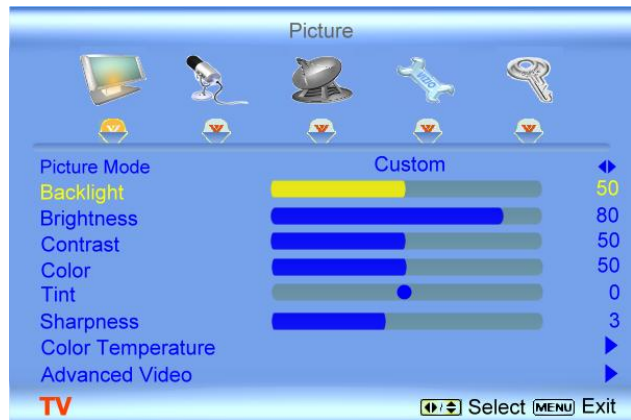 Picture
VIZIO
Picture Mode Custom
Backlight 50
Brightness 80
Contrast 50
Color 50
Tint 0
Sharpness 3
Color Temperature
Advanced Video
TV Select MENU Exit